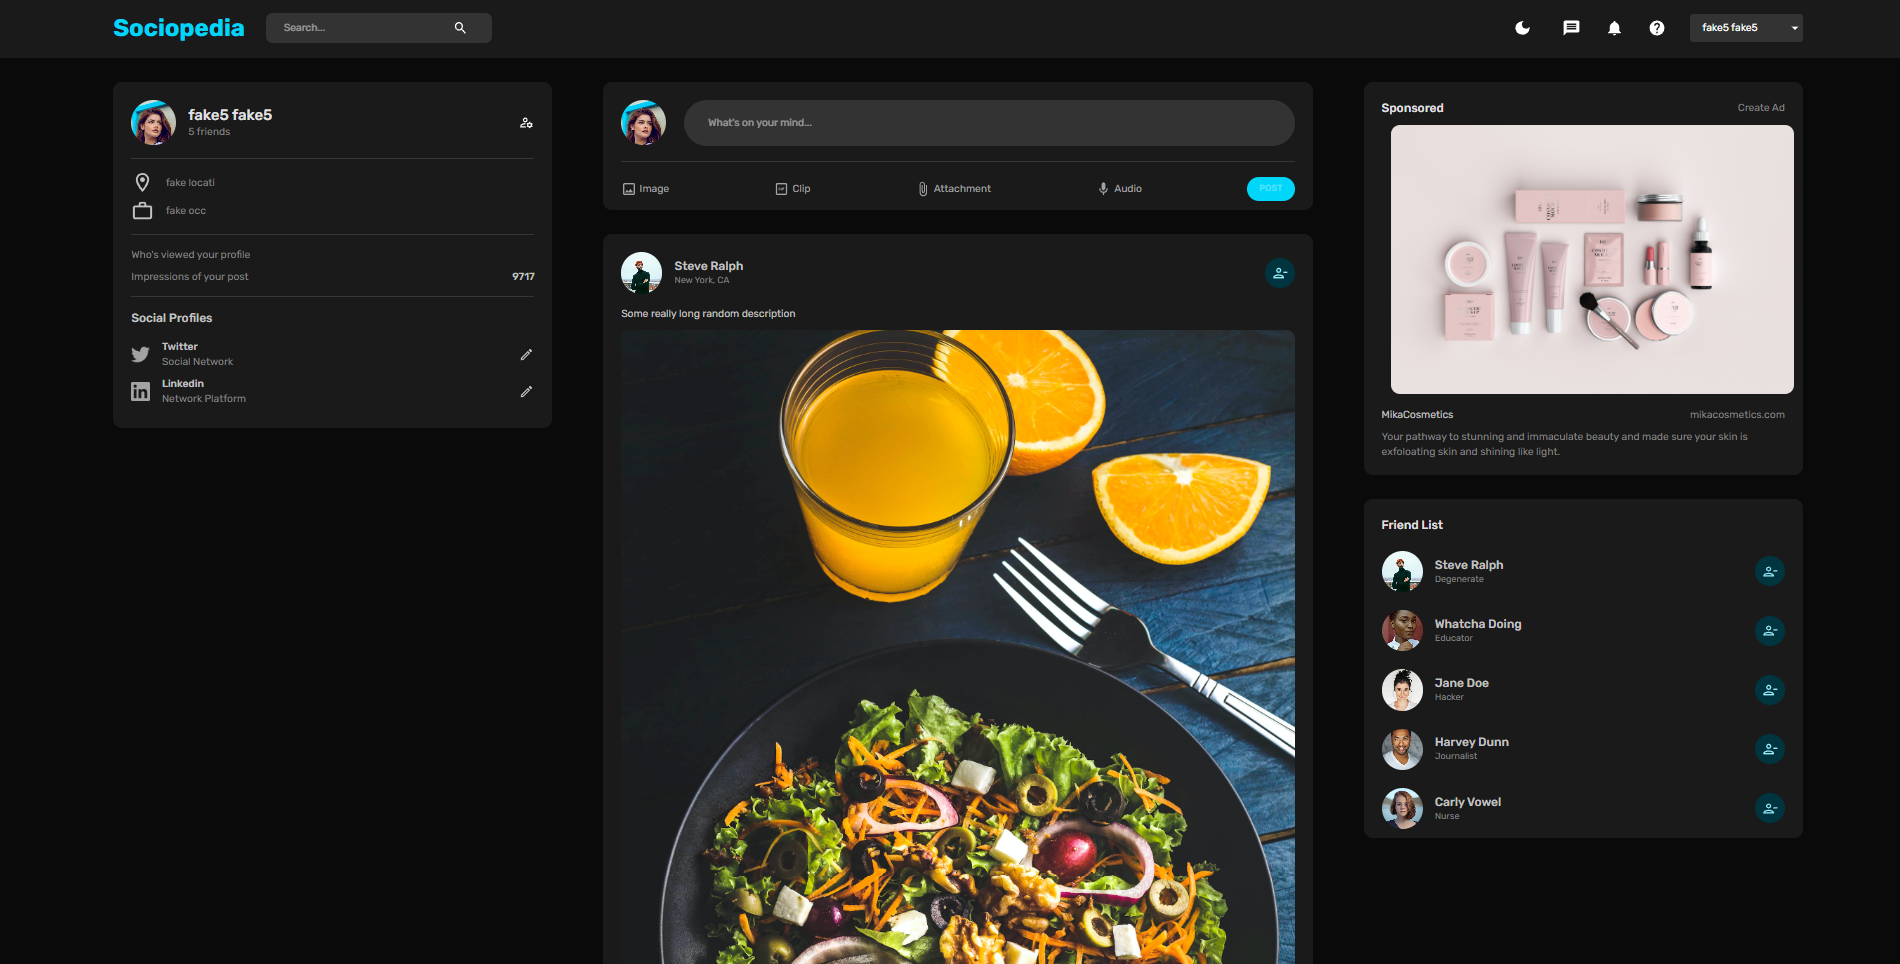 Sociopedia
Search...
fake5 fake5
fake5 fake5
5 friends
fake locati
fake occ
Who's viewed your profile
Impressions of your post 9717
Social Profiles
Twitter
Social Network
Linkedin
Network Platform
What's on your mind...
Image
Clip
Attachment
Audio
POST
Steve Ralph
New York, CA
Some really long random description
Sponsored
Create Ad
MikaCosmetics
mikacosmetics.com
Your pathway to stunning and immaculate beauty and made sure your skin is
exfoloating skin and shining like light.
Friend List
Steve Ralph
Degenerate
Whatcha Doing
Educator
Jane Doe
Hacker
Harvey Dunn
Journalist
Carly Vowel
Nurse